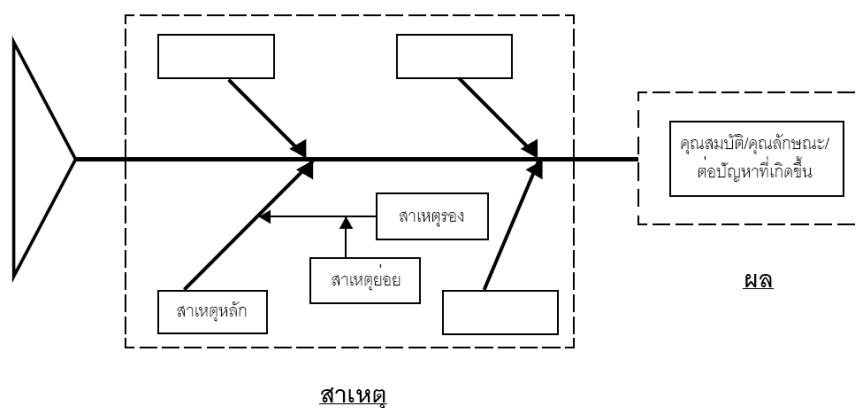 คุณสมบัติ/คุณลักษณะ/
ต่อปัญหาที่เกิดขึ้น
สาเหตุรอง
สาเหตุย่อย
สาเหตุหลัก
ผล
สาเหตุ